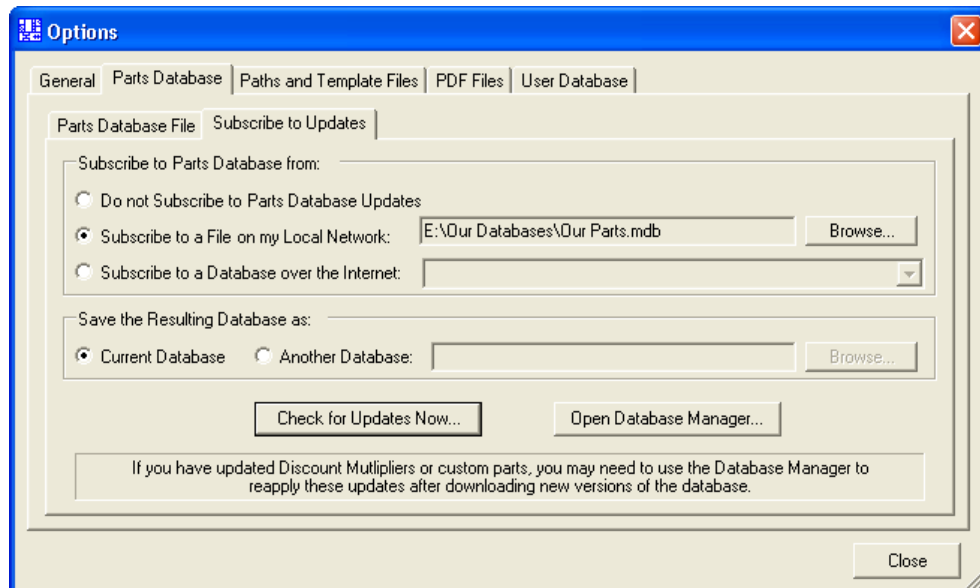 Options
General
Parts Database
Paths and Template Files
PDF Files
User Database
Parts Database File
Subscribe to Updates
Subscribe to Parts Database from:
Do not Subscribe to Parts Database Updates
Subscribe to a File on my Local Network:
E:\Our Databases\Our Parts.mdb
Browse...
Subscribe to a Database over the Internet:
Save the Resulting Database as:
Current Database
Another Database:
Browse...
Check for Updates Now...
Open Database Manager...
If you have updated Discount Mutlipliers or custom parts, you may need to use the Database Manager to
reapply these updates after downloading new versions of the database.
Close